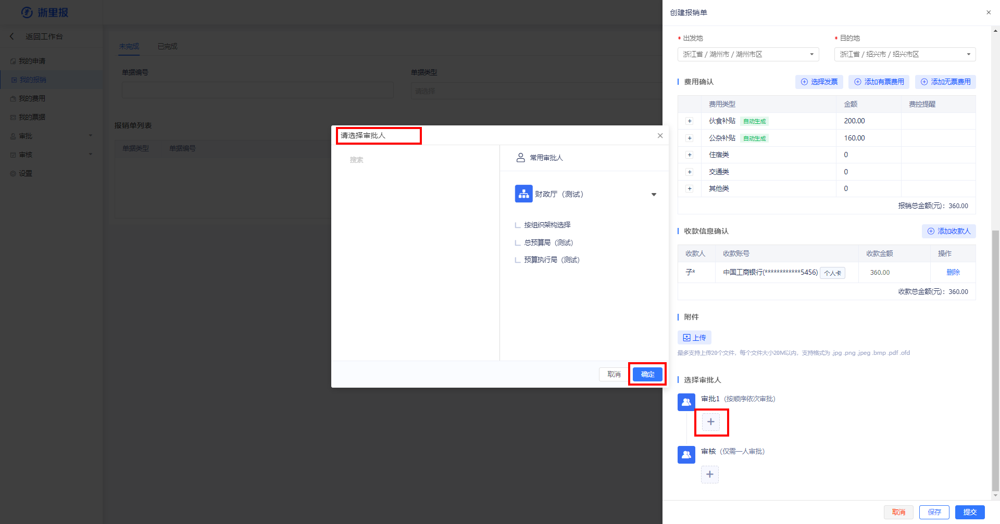 浙里报
返回工作台
我的申请
我的报销
我的费用
我的票据
审批
审核
设置
未完成
已完成
单据编号
单据类型
请选择
报销单列表
单据类型
单据编号
请选择审批人
搜索
常用审批人
财政厅（测试）
按组织架构选择
总预算局（测试）
预算执行局（测试）
取消
确定
创建报销单
* 出发地
* 目的地
浙江省 / 湖州市 / 湖州市区
浙江省 / 绍兴市 / 绍兴市区
费用确认
选择发票
添加有票费用
添加无票费用
费用类型 金额 费控提醒
伙食补贴 自动生成 200.00
公杂补贴 自动生成 160.00
住宿类 0
交通类 0
其他类 0
报销总金额(元)：360.00
收款信息确认
添加收款人
收款人 收款账号 收款金额 操作
子* 中国工商银行(************5456) 个人卡 360.00 删除
收款总金额(元)：360.00
附件
上传
最多支持上传20个文件，每个文件大小20M以内，支持格式为 .jpg .png .jpeg .bmp .pdf .ofd
选择审批人
审批1（按顺序依次审批）
审核（仅需一人审批）
取消
保存
提交